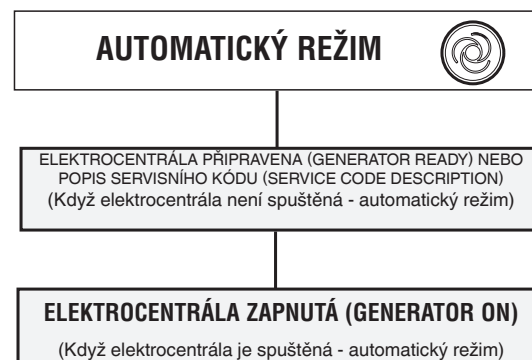 AUTOMATICKÝ REŽIM
ELEKTROCENTRÁLA PŘIPRAVENA (GENERATOR READY) NEBO
POPIS SERVISNÍHO KÓDU (SERVICE CODE DESCRIPTION)
(Když elektrocentrála není spuštěná - automatický režim)
ELEKTROCENTRÁLA ZAPNUTÁ (GENERATOR ON)
(Když elektrocentrála je spuštěná - automatický režim)